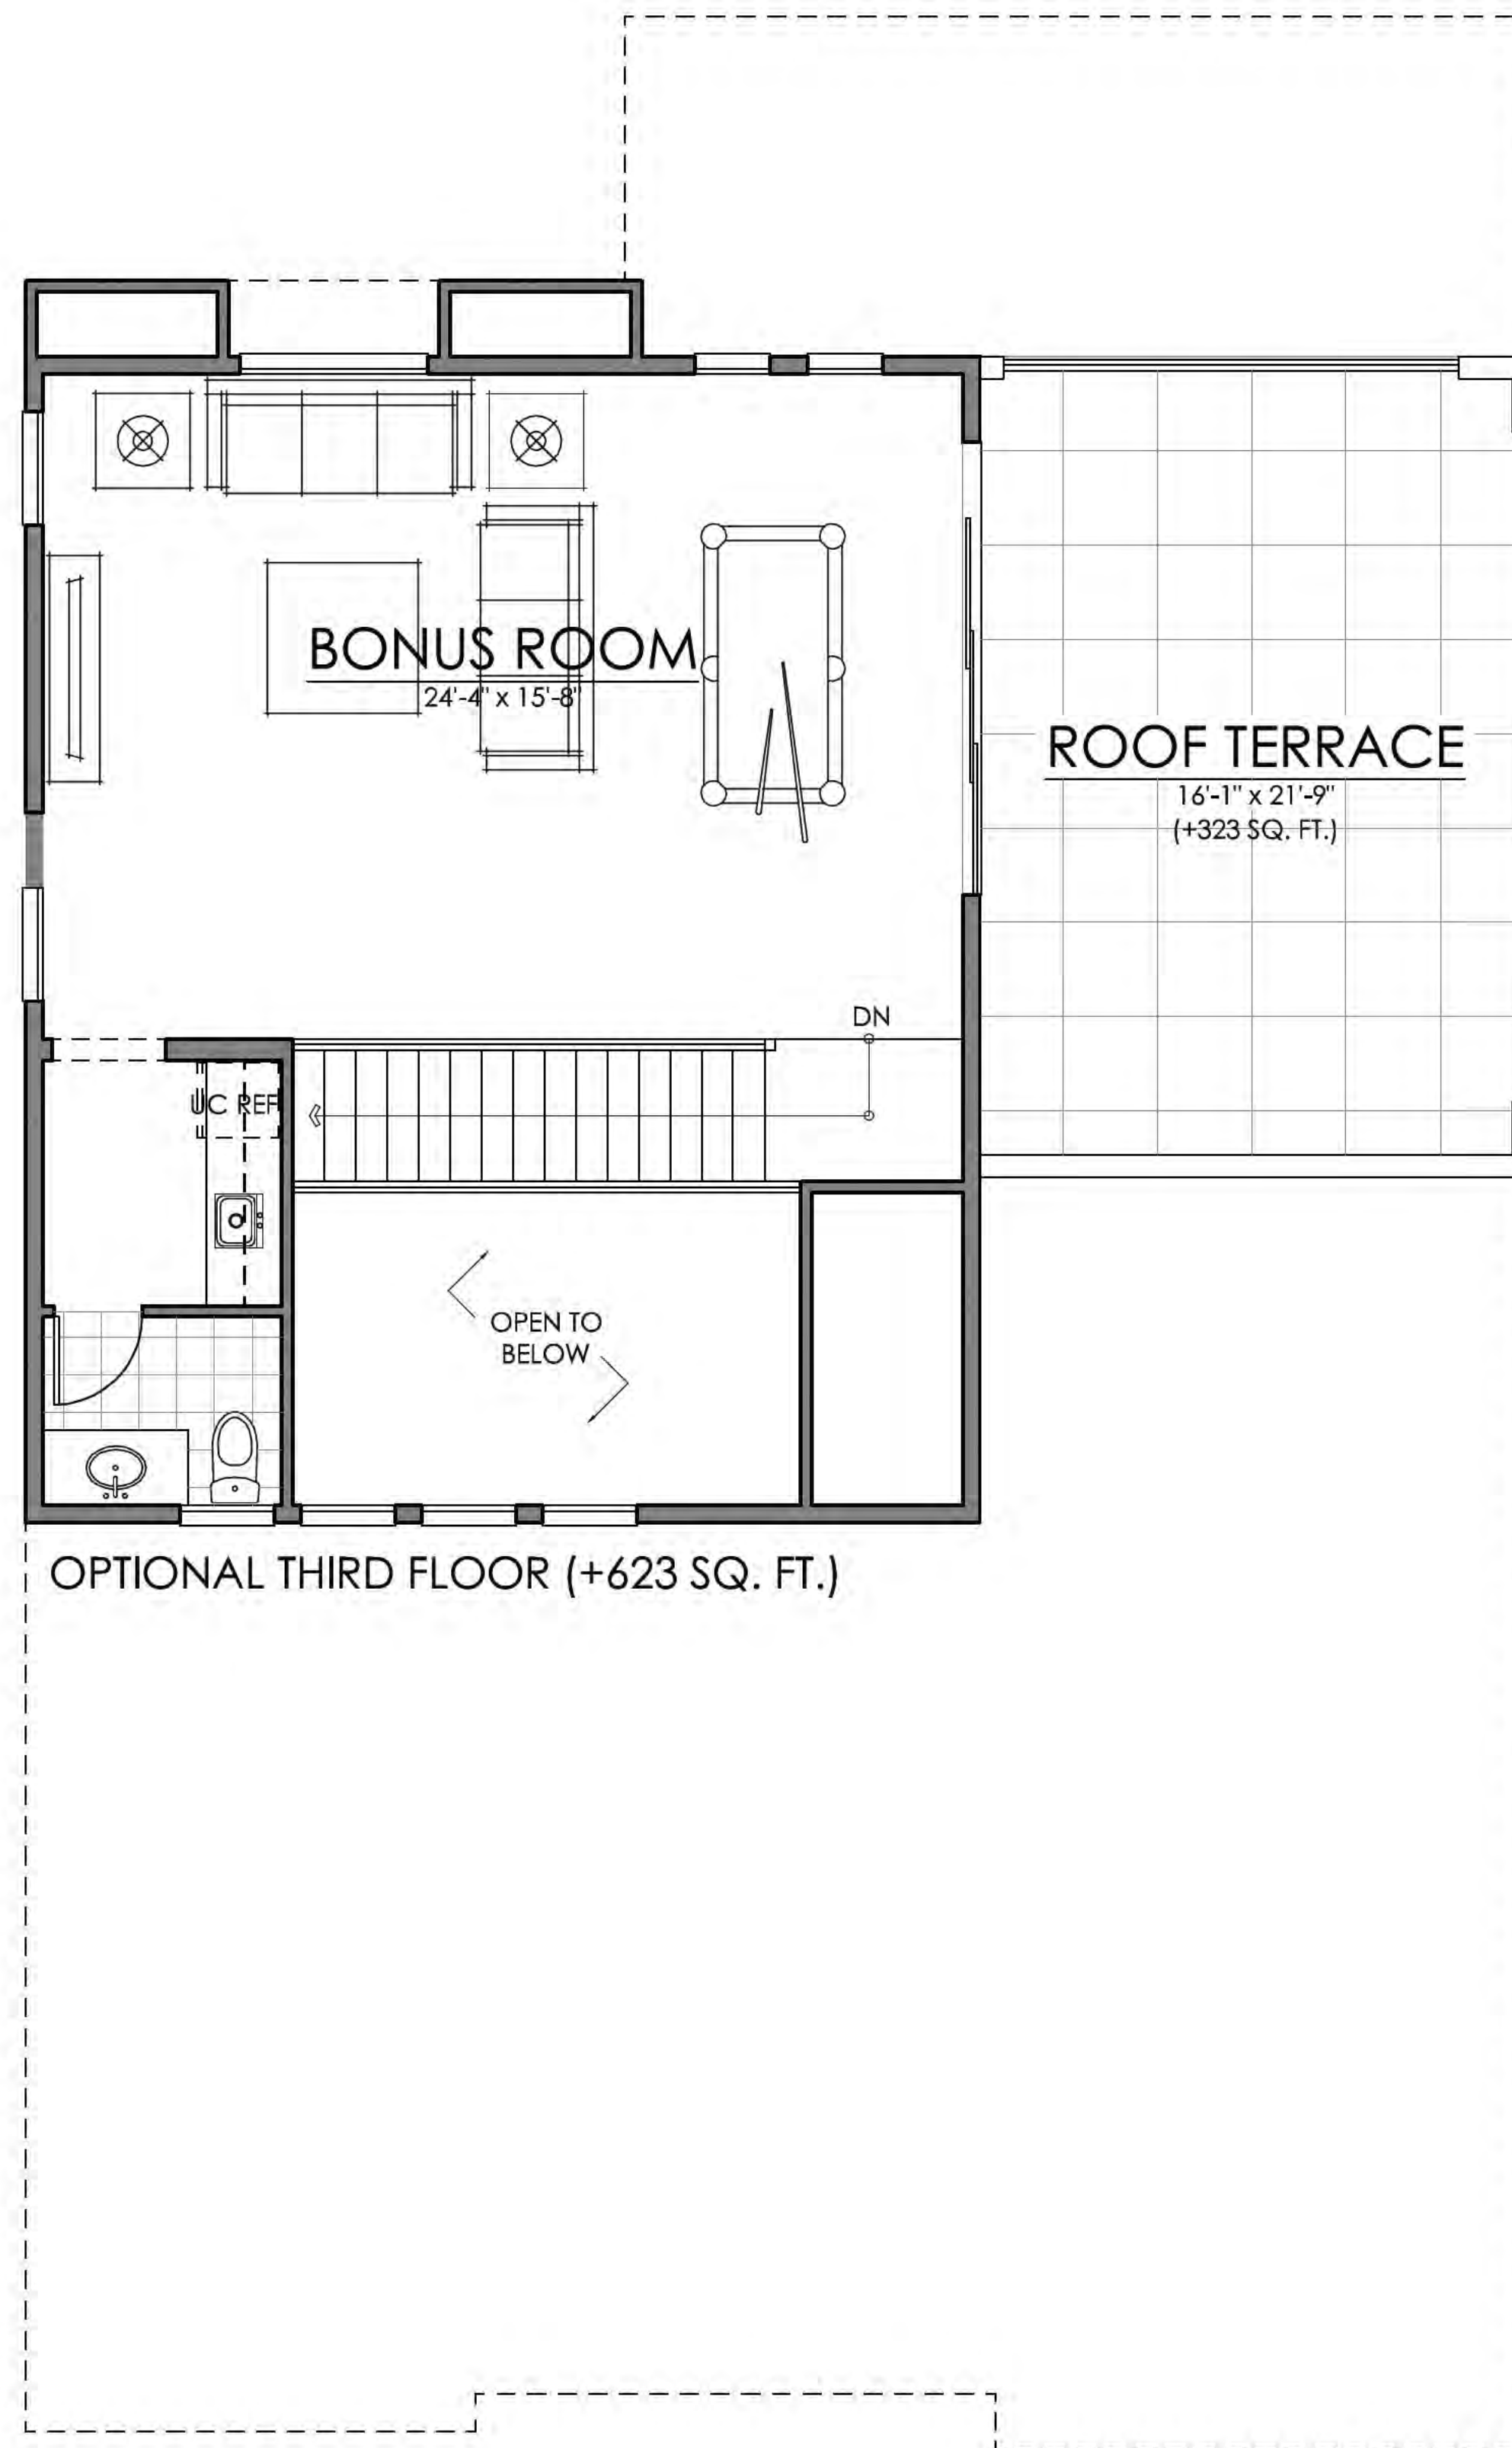 BONUS ROOM
24'-4" x 15'-8"
ROOF TERRACE
16'-1" x 21'-9"
(+323 SQ. FT.)
DN
UC REF
OPEN TO
BELOW
OPTIONAL THIRD FLOOR (+623 SQ. FT.)